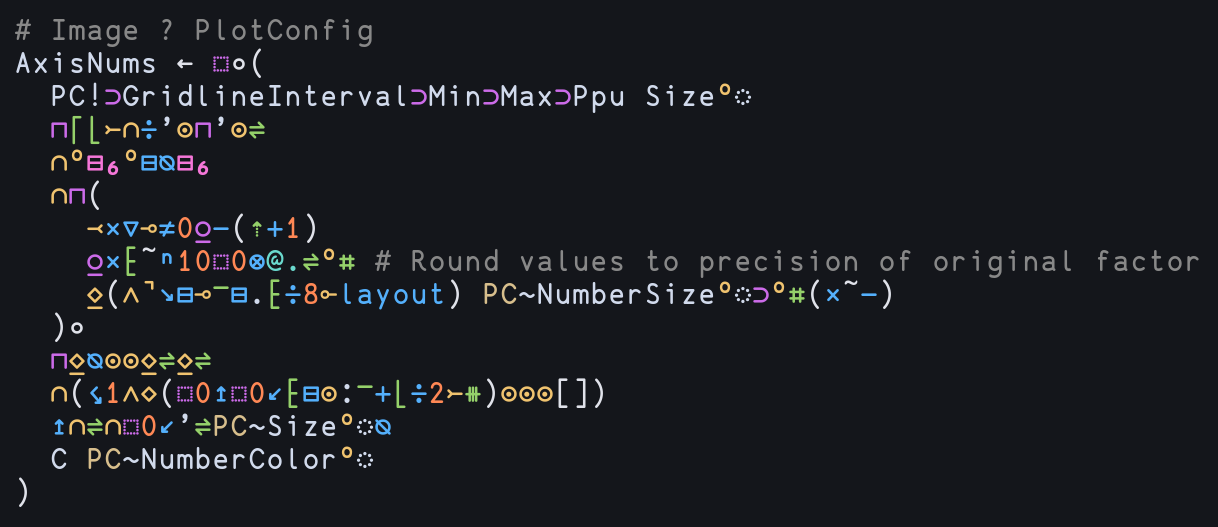 # Image ? PlotConfig
AxisNums ← ⬚∘(
  PC!⊃GridlineInterval⊃Min⊃Max⊃Ppu Size°◌
  ⊓⌈⌊⤚∩÷’⊙⊓’⊙⇌
  ∩°⊟₆°⊟⍉⊟₆
  ∩⊓(
    ⤙×▽⊸≠0⍜-(⇡+1)
    ⍜×⁅˜ⁿ10⬚0⊗@.⇌°⋕ # Round values to precision of original factor
    ⍚(∧⌝↘⊟⊸¯⊟.⁅÷8⟜layout) PC~NumberSize°◌⊃°⋕(×˜-)
  )∘
  ⊓⍚⍉⊙⊙⍚⇌⍚⇌
  ∩(↯1∧◇(⬚0↥⬚0↙⁅⊟⊙:¯+⌊÷2⤚⧻)⊙⊙⊙[])
  ↥∩⇌∩⬚0↙’⇌PC~Size°◌⍉
  C PC~NumberColor°◌
)